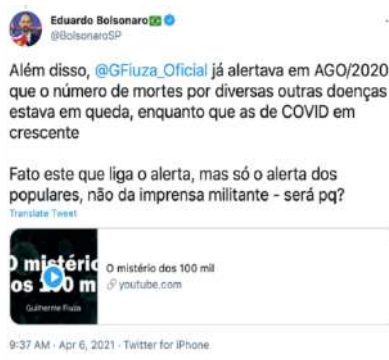 Eduardo Bolsonaro
@BolsonaroSP
Além disso, @GFiuza_Oficial já alertava em AGO/2020
que o número de mortes por diversas outras doenças
estava em queda, enquanto que as de COVID em
crescente
Fato este que liga o alerta, mas só o alerta dos
populares, não da imprensa militante - será pq?
Translate Tweet
O mistério
os 100 m
Guilherme Fiuza
O mistério dos 100 mil
youtube.com
9:37 AM · Apr 6, 2021 · Twitter for iPhone